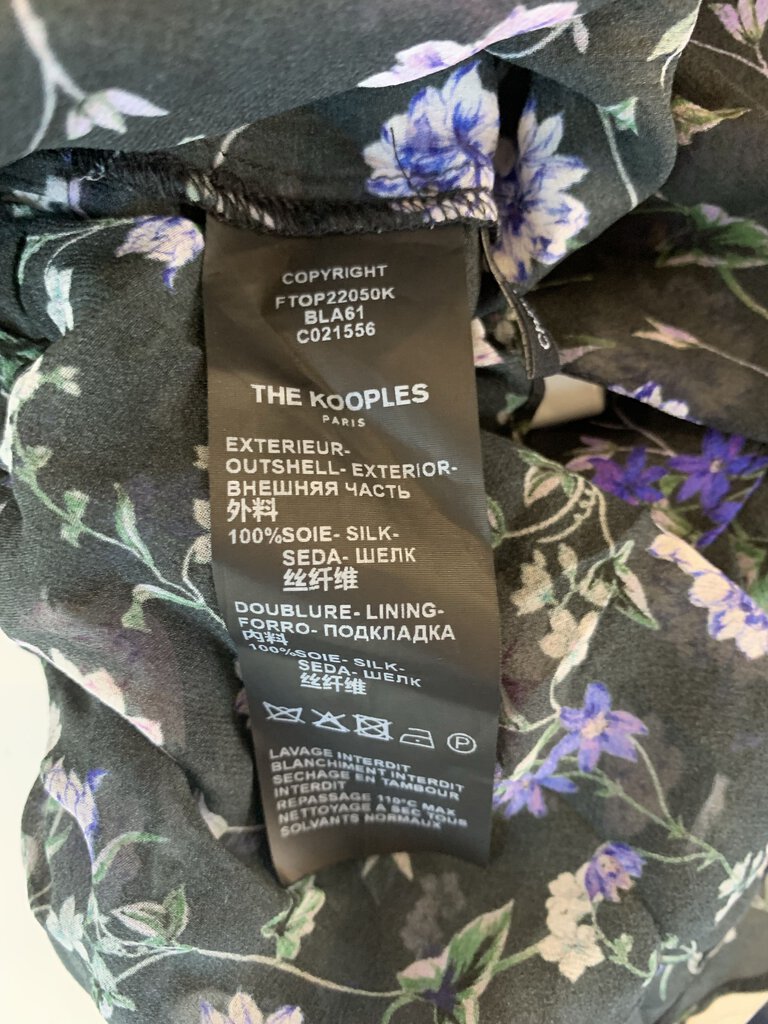 COPYRIGHT
FTOP22050K
BLA61
C021556
THE KOOPLES
PARIS
EXTERIEUR-
OUTSHELL- EXTERIOR-
ВНЕШНЯЯ ЧАСТЬ
外料
100%SOIE- SILK-
SEDA- ШЕЛК
丝纤维
DOUBLURE- LINING-
FORRO- ПОДКЛАДКА
内料
100%SOIE- SILK-
SEDA- ШЕЛК
丝纤维
P
LAVAGE INTERDIT
BLANCHIMENT INTERDIT
SECHAGE EN TAMBOUR
INTERDIT
REPASSAGE 110°C MAX
NETTOYAGE A SEC TOUS
SOLVANTS NORMAUX